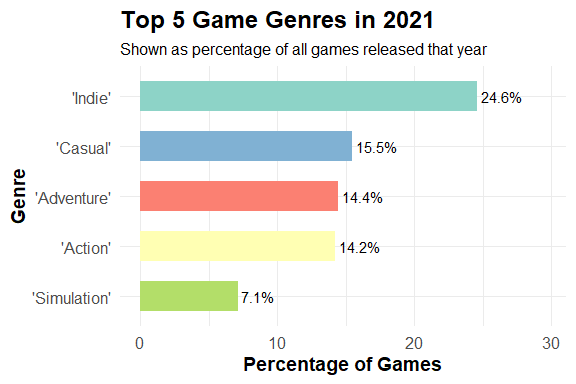 Top 5 Game Genres in 2021
Shown as percentage of all games released that year
Genre
'Indie' 24.6%
'Casual' 15.5%
'Adventure' 14.4%
'Action' 14.2%
'Simulation' 7.1%
0 10 20 30
Percentage of Games